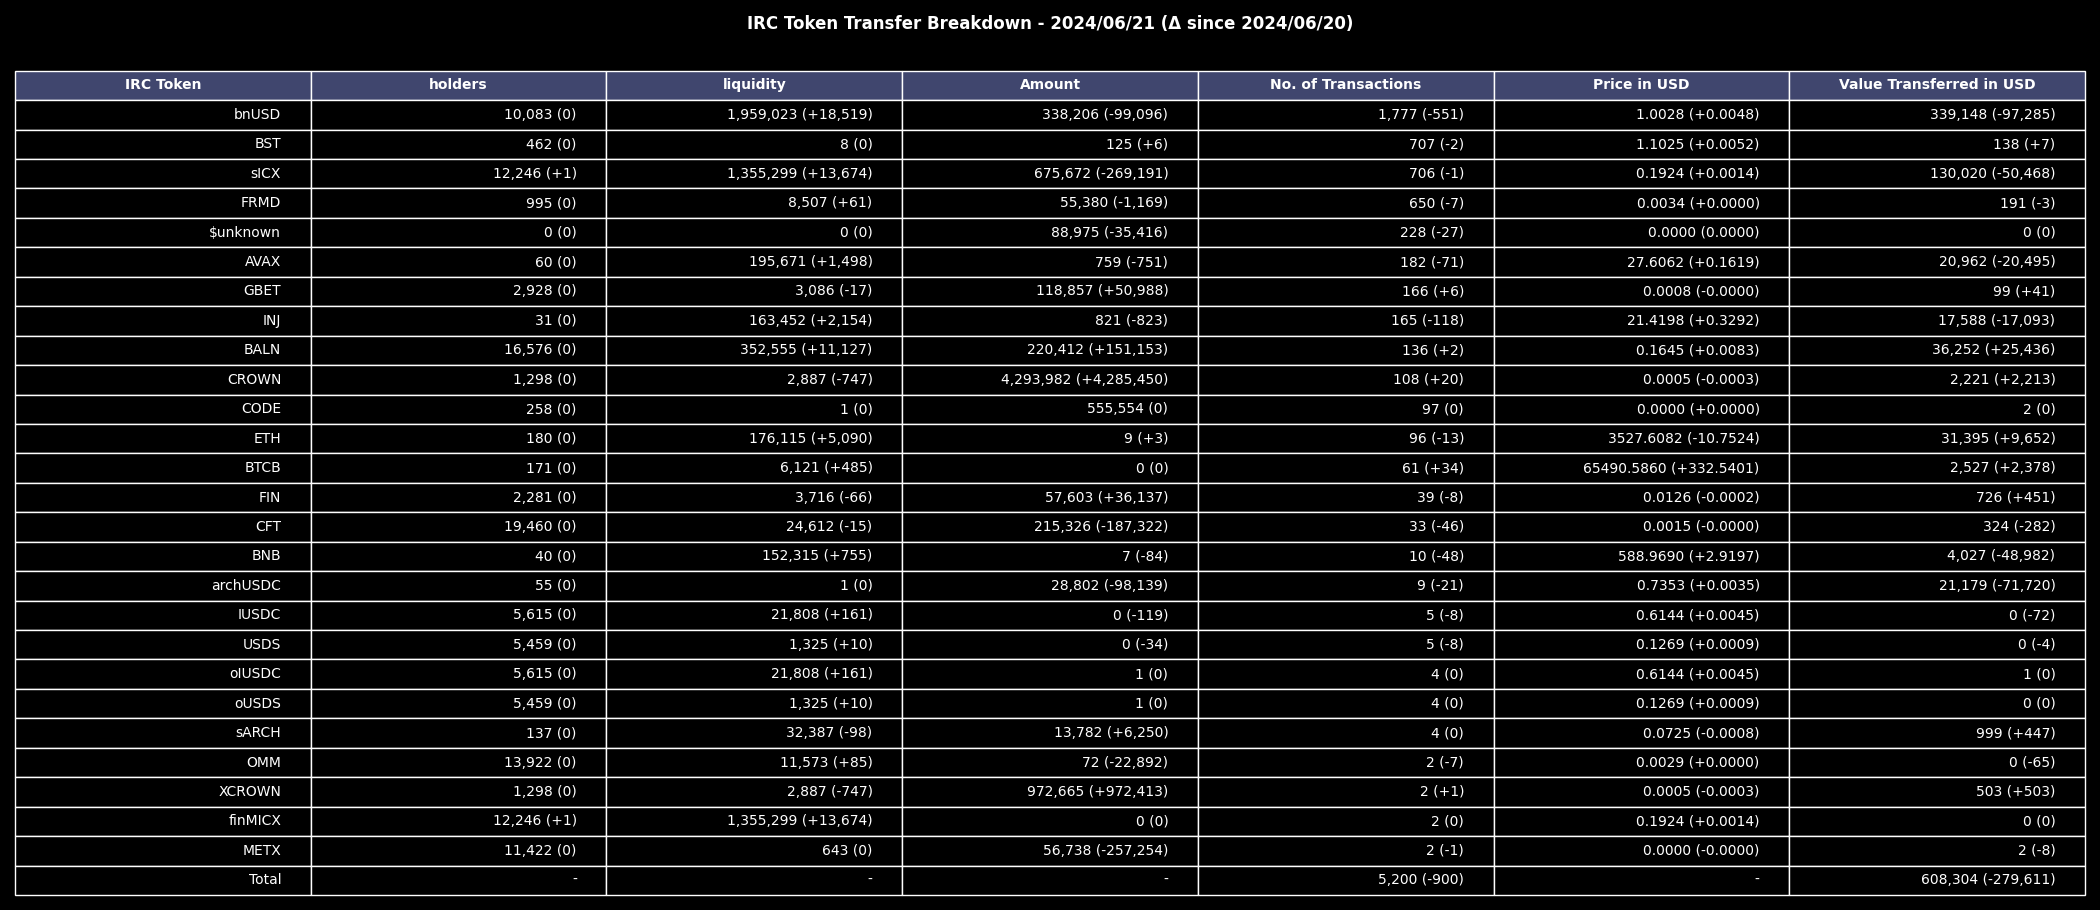 IRC Token Transfer Breakdown - 2024/06/21 (Δ since 2024/06/20)
IRC Token holders liquidity Amount No. of Transactions Price in USD Value Transferred in USD
bnUSD 10,083 (0) 1,959,023 (+18,519) 338,206 (-99,096) 1,777 (-551) 1.0028 (+0.0048) 339,148 (-97,285)
BST 462 (0) 8 (0) 125 (+6) 707 (-2) 1.1025 (+0.0052) 138 (+7)
sICX 12,246 (+1) 1,355,299 (+13,674) 675,672 (-269,191) 706 (-1) 0.1924 (+0.0014) 130,020 (-50,468)
FRMD 995 (0) 8,507 (+61) 55,380 (-1,169) 650 (-7) 0.0034 (+0.0000) 191 (-3)
$unknown 0 (0) 0 (0) 88,975 (-35,416) 228 (-27) 0.0000 (0.0000) 0 (0)
AVAX 60 (0) 195,671 (+1,498) 759 (-751) 182 (-71) 27.6062 (+0.1619) 20,962 (-20,495)
GBET 2,928 (0) 3,086 (-17) 118,857 (+50,988) 166 (+6) 0.0008 (-0.0000) 99 (+41)
INJ 31 (0) 163,452 (+2,154) 821 (-823) 165 (-118) 21.4198 (+0.3292) 17,588 (-17,093)
BALN 16,576 (0) 352,555 (+11,127) 220,412 (+151,153) 136 (+2) 0.1645 (+0.0083) 36,252 (+25,436)
CROWN 1,298 (0) 2,887 (-747) 4,293,982 (+4,285,450) 108 (+20) 0.0005 (-0.0003) 2,221 (+2,213)
CODE 258 (0) 1 (0) 555,554 (0) 97 (0) 0.0000 (+0.0000) 2 (0)
ETH 180 (0) 176,115 (+5,090) 9 (+3) 96 (-13) 3527.6082 (-10.7524) 31,395 (+9,652)
BTCB 171 (0) 6,121 (+485) 0 (0) 61 (+34) 65490.5860 (+332.5401) 2,527 (+2,378)
FIN 2,281 (0) 3,716 (-66) 57,603 (+36,137) 39 (-8) 0.0126 (-0.0002) 726 (+451)
CFT 19,460 (0) 24,612 (-15) 215,326 (-187,322) 33 (-46) 0.0015 (-0.0000) 324 (-282)
BNB 40 (0) 152,315 (+755) 7 (-84) 10 (-48) 588.9690 (+2.9197) 4,027 (-48,982)
archUSDC 55 (0) 1 (0) 28,802 (-98,139) 9 (-21) 0.7353 (+0.0035) 21,179 (-71,720)
IUSDC 5,615 (0) 21,808 (+161) 0 (-119) 5 (-8) 0.6144 (+0.0045) 0 (-72)
USDS 5,459 (0) 1,325 (+10) 0 (-34) 5 (-8) 0.1269 (+0.0009) 0 (-4)
oIUSDC 5,615 (0) 21,808 (+161) 1 (0) 4 (0) 0.6144 (+0.0045) 1 (0)
oUSDS 5,459 (0) 1,325 (+10) 1 (0) 4 (0) 0.1269 (+0.0009) 0 (0)
sARCH 137 (0) 32,387 (-98) 13,782 (+6,250) 4 (0) 0.0725 (-0.0008) 999 (+447)
OMM 13,922 (0) 11,573 (+85) 72 (-22,892) 2 (-7) 0.0029 (+0.0000) 0 (-65)
XCROWN 1,298 (0) 2,887 (-747) 972,665 (+972,413) 2 (+1) 0.0005 (-0.0003) 503 (+503)
finMICX 12,246 (+1) 1,355,299 (+13,674) 0 (0) 2 (0) 0.1924 (+0.0014) 0 (0)
METX 11,422 (0) 643 (0) 56,738 (-257,254) 2 (-1) 0.0000 (-0.0000) 2 (-8)
Total - - - 5,200 (-900) - 608,304 (-279,611)